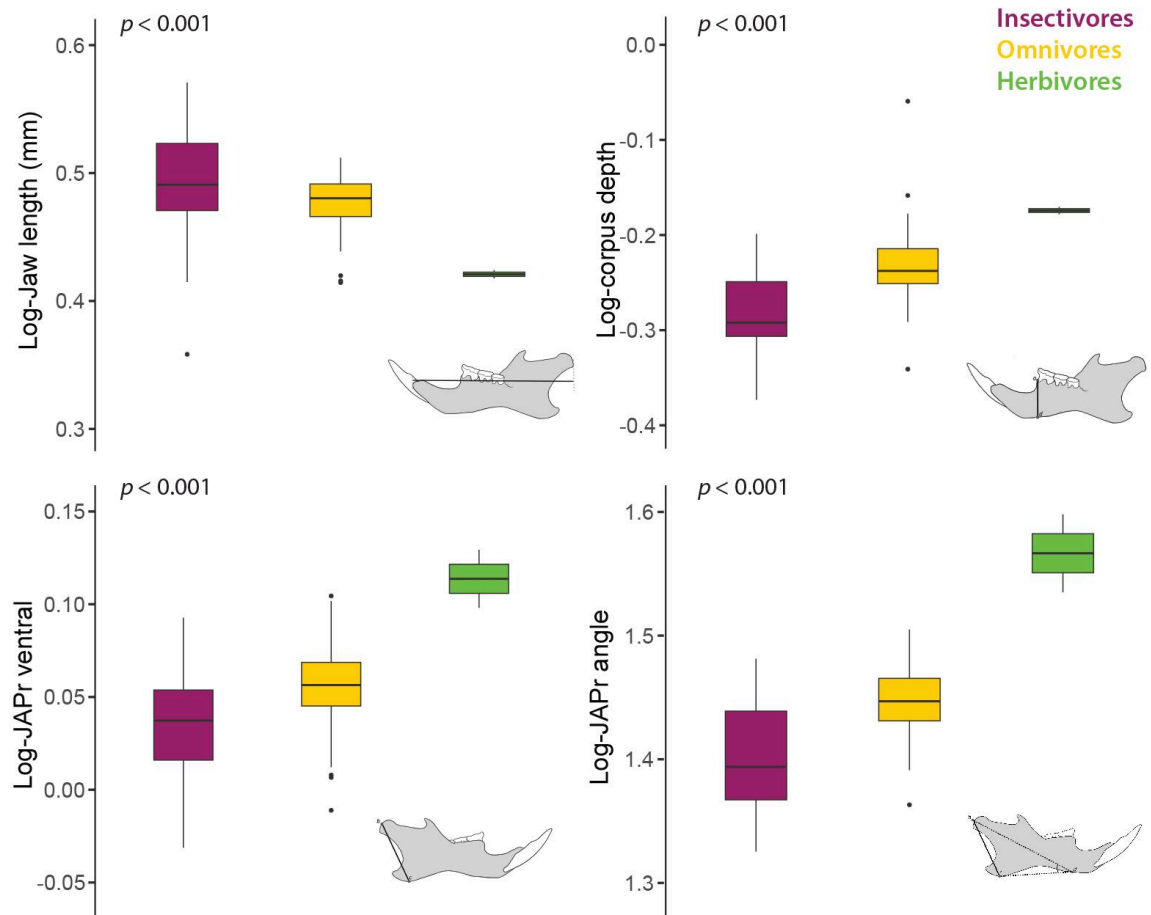 p < 0.001
Log-Jaw length (mm)
0.6
0.5
0.4
0.3
p < 0.001
Log-corpus depth
0.0
-0.1
-0.2
-0.3
-0.4
Insectivores
Omnivores
Herbivores
p < 0.001
Log-JAPr ventral
0.15
0.10
0.05
0.00
-0.05
p < 0.001
Log-JAPr angle
1.6
1.5
1.4
1.3